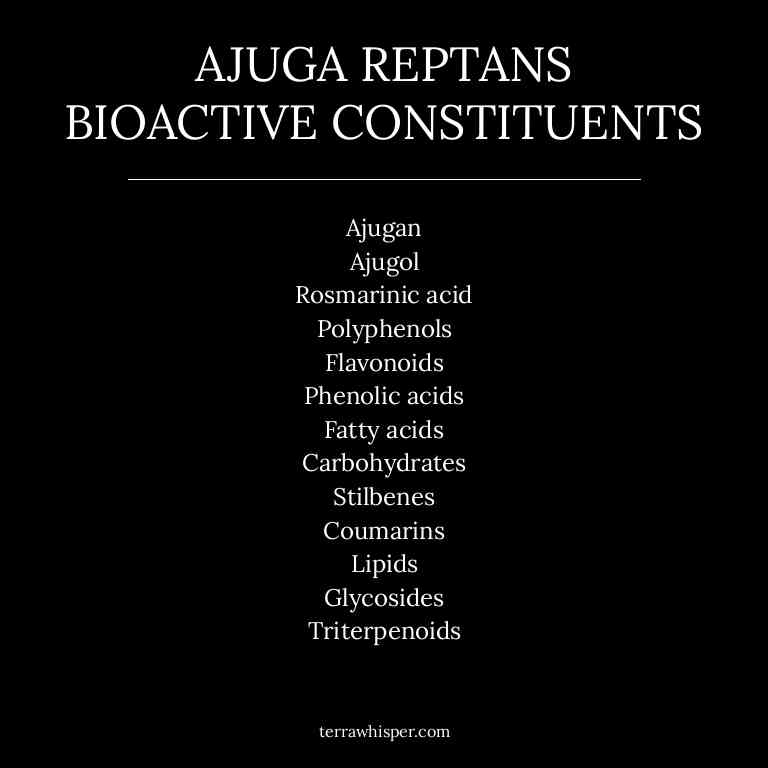 AJUGA REPTANS
BIOACTIVE CONSTITUENTS
Ajugan
Ajugol
Rosmarinic acid
Polyphenols
Flavonoids
Phenolic acids
Fatty acids
Carbohydrates
Stilbenes
Coumarins
Lipids
Glycosides
Triterpenoids
terrawhisper.com